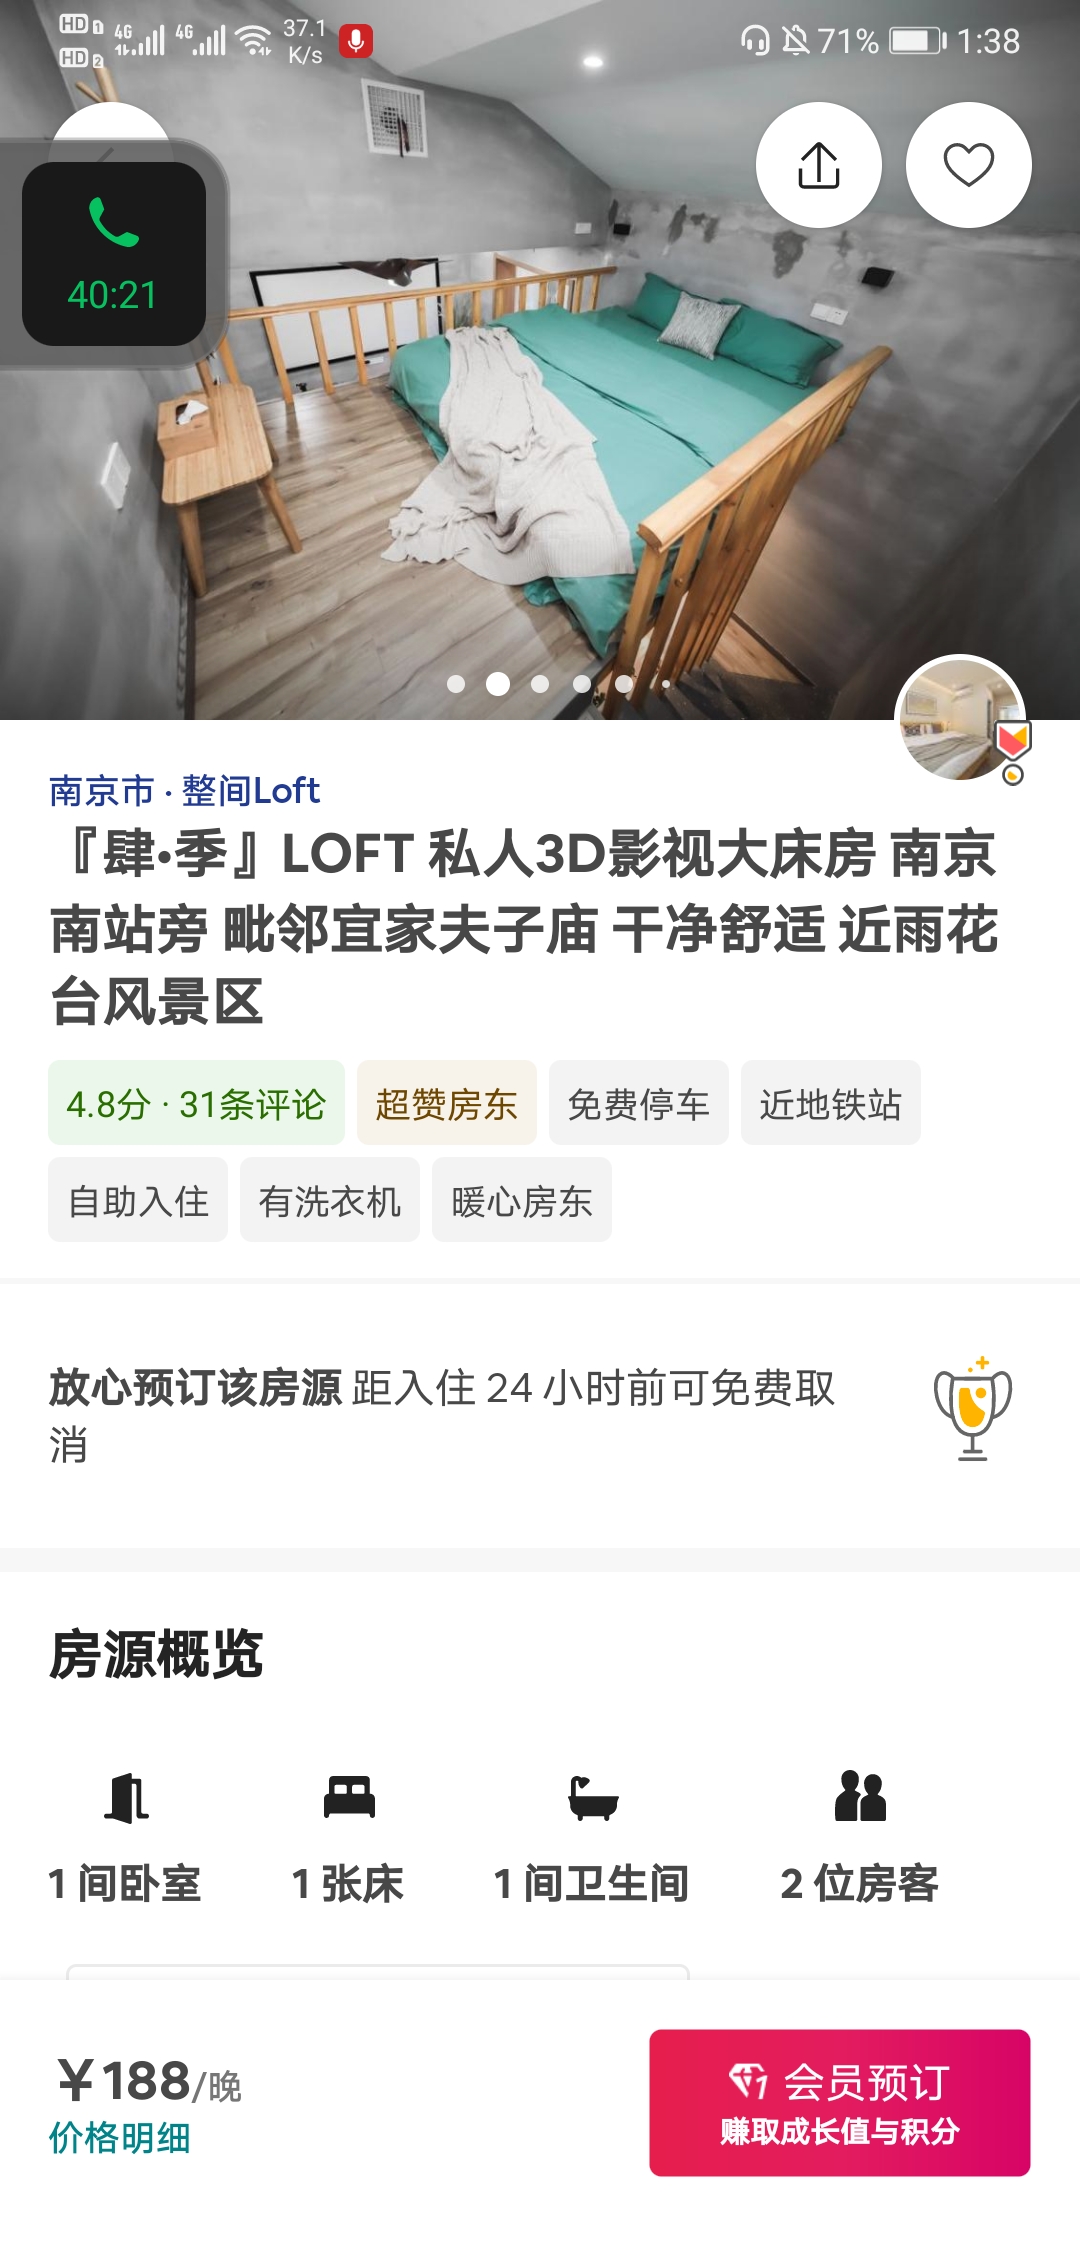 HD 1 4G 4G 37.1 K/s 71% 1:38
HD 2
40:21
南京市 · 整间Loft
『肆•季』LOFT 私人3D影视大床房 南京
南站旁 毗邻宜家夫子庙 干净舒适 近雨花
台风景区
4.8分 · 31条评论 超赞房东 免费停车 近地铁站
自助入住 有洗衣机 暖心房东
放心预订该房源 距入住 24 小时前可免费取
消
房源概览
1 间卧室 1 张床 1 间卫生间 2 位房客
￥188/晚
价格明细
会员预订
赚取成长值与积分